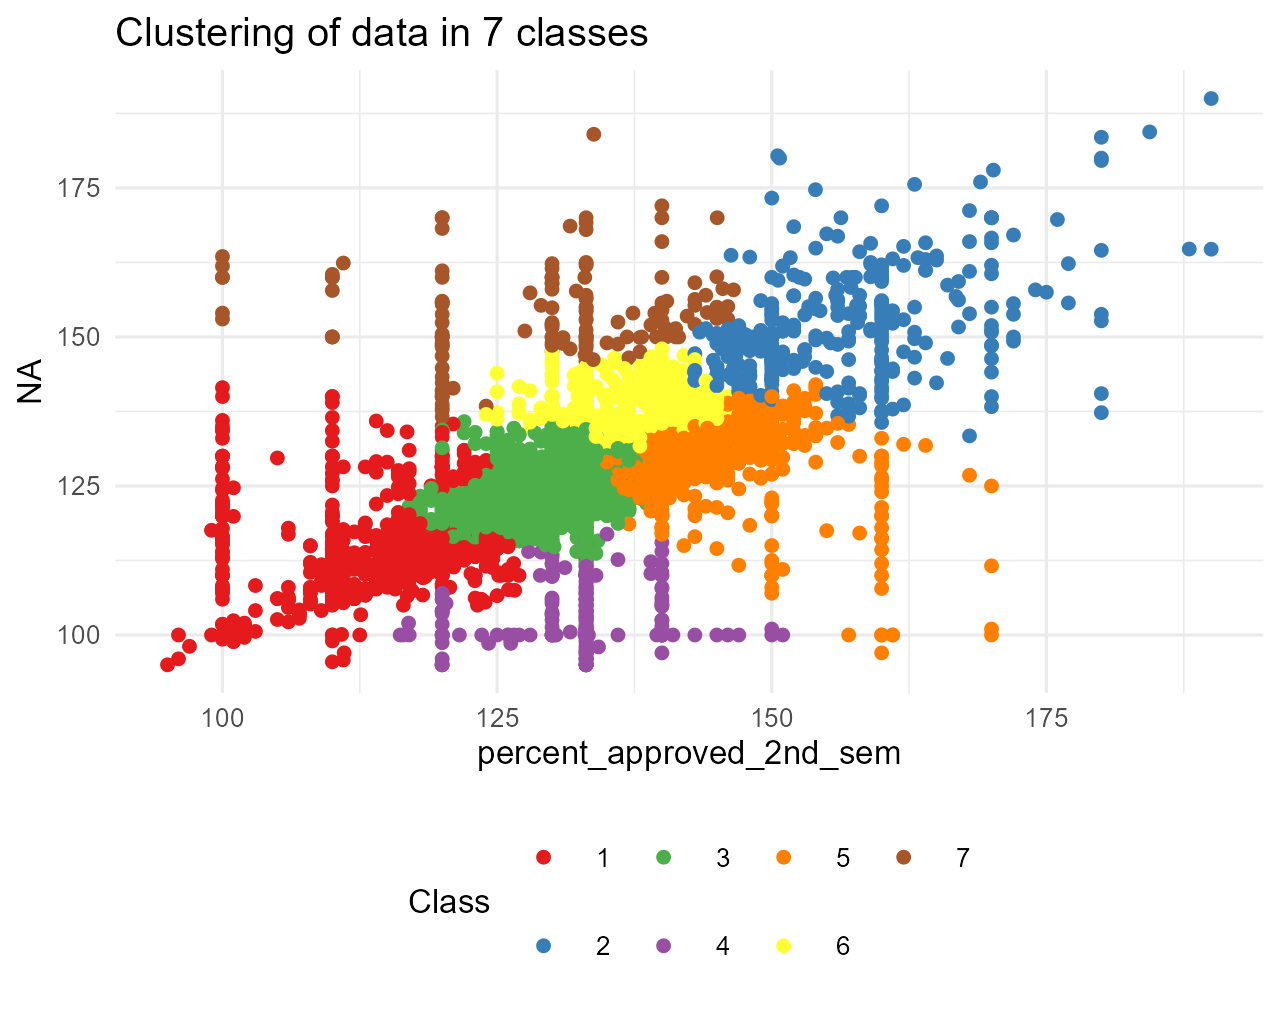 Clustering of data in 7 classes
NA
175
150
125
100
100 125 150 175
percent_approved_2nd_sem
Class
1 3 5 7
2 4 6